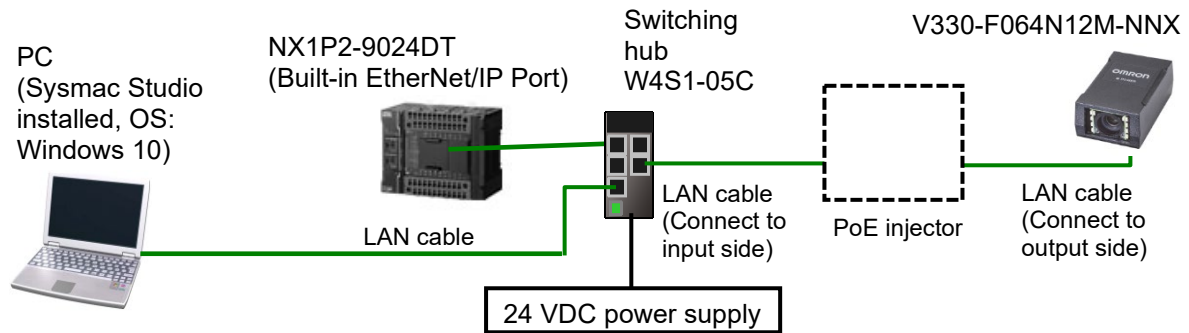 PC
(Sysmac Studio
installed, OS:
Windows 10)
NX1P2-9024DT
(Built-in EtherNet/IP Port)
Switching
hub
W4S1-05C
V330-F064N12M-NNX
OMRON
LAN cable
LAN cable
(Connect to
input side)
PoE injector
LAN cable
(Connect to
output side)
24 VDC power supply